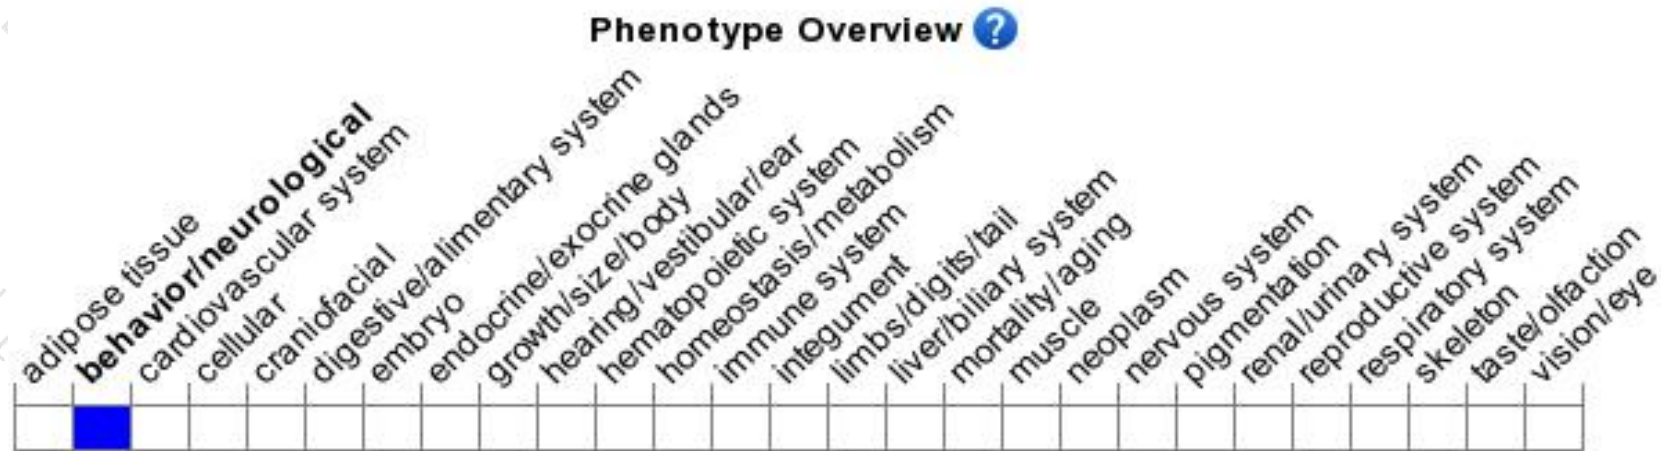 Phenotype Overview ?
adipose tissue
behavior/neurological
cardiovascular system
cellular
craniofacial
digestive/alimentary system
embryo
endocrine/exocrine glands
growth/size/body
hearing/vestibular/ear
hematopoietic system
homeostasis/metabolism
immune system
integument
limbs/digits/tail
liver/biliary system
mortality/aging
muscle
neoplasm
nervous system
pigmentation
renal/urinary system
reproductive system
respiratory system
skeleton
taste/olfaction
vision/eye